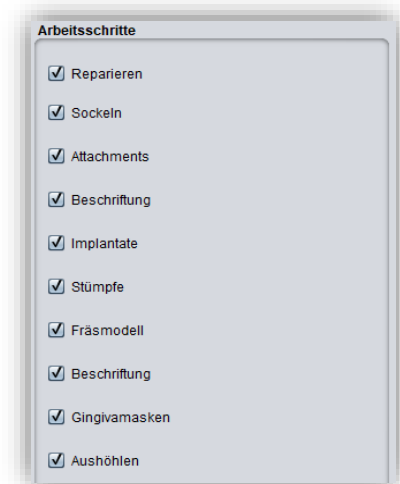 Arbeitsschritte
Reparieren
Sockeln
Attachments
Beschriftung
Implantate
Stümpfe
Fräsmodell
Beschriftung
Gingivamasken
Aushöhlen